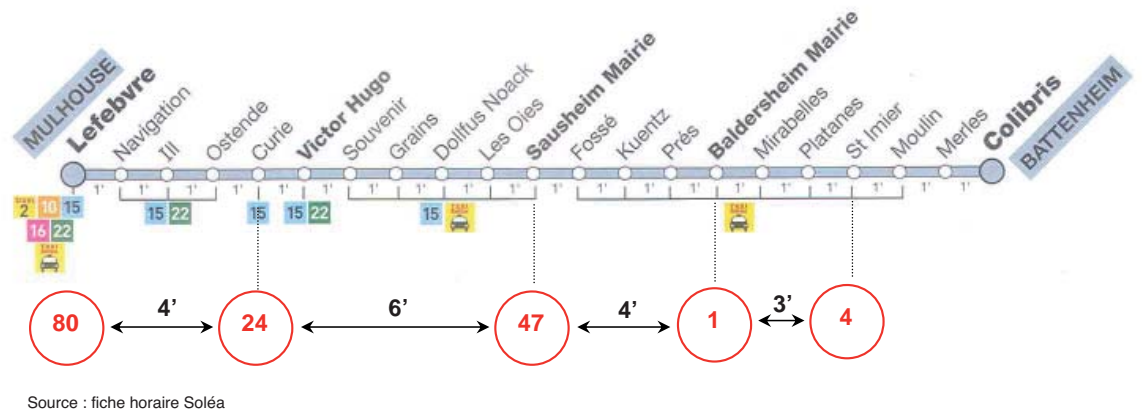 MULHOUSE
Lefebvre
Navigation
Ill
Ostende
Curie
Victor Hugo
Souvenir
Grains
Dollfus Noack
Les Oies
Sausheim Mairie
Fossé
Kuentz
Prés
Baldersheim Mairie
Mirabelles
Platanes
St Imier
Moulin
Merles
Colibris
BATTENHEIM
1' 1' 1' 1' 1' 1' 1' 1' 1' 1' 1' 1' 1' 1' 1' 1' 1' 1' 1'
2 10 15
16 22
TAXI
15 22
15
15 22
15 TAXI
TAXI
80 4’ 24 6’ 47 4’ 1 3’ 4
Source : fiche horaire Soléa